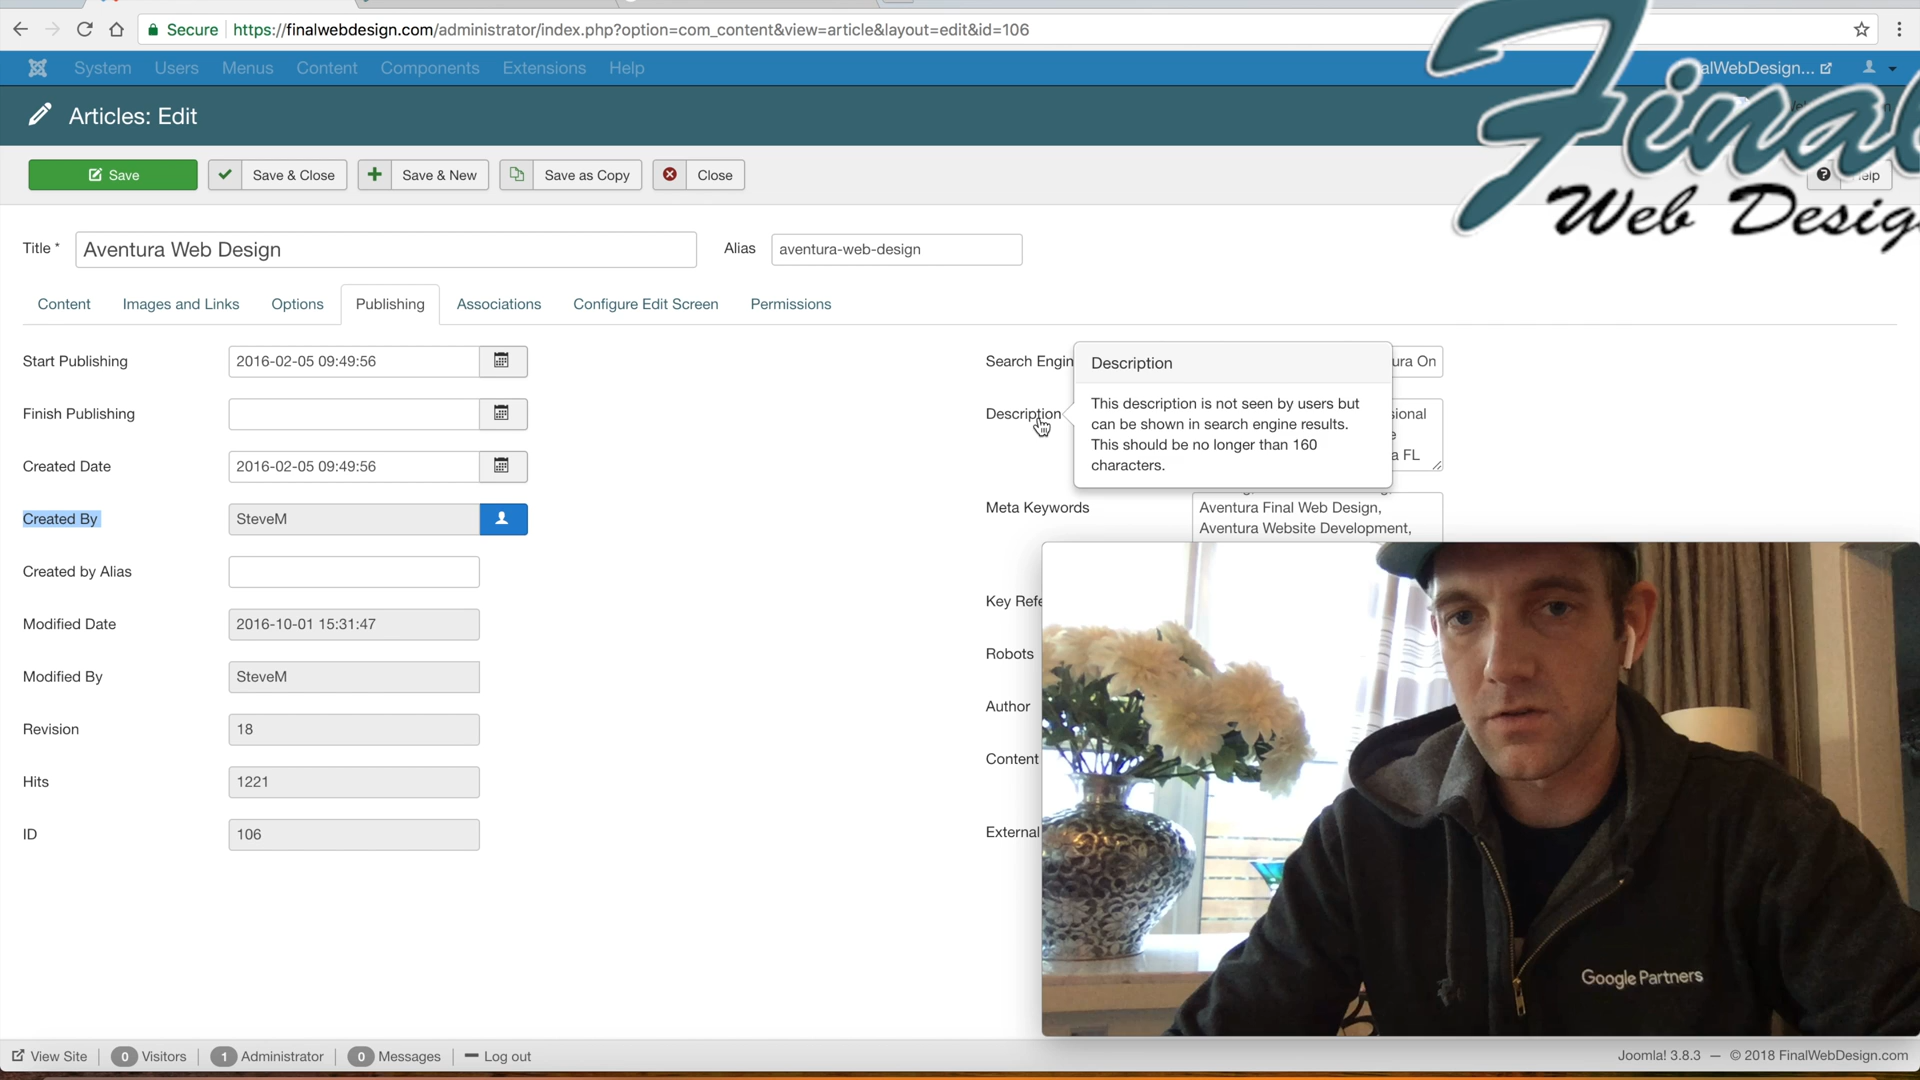 Secure https://finalwebdesign.com/administrator/index.php?option=com_content&view=article&layout=edit&id=106
System Users Menus Content Components Extensions Help alWebDesign...
Articles: Edit
Final
Web Desig
Save Save & Close Save & New Save as Copy Close
Title * Aventura Web Design Alias aventura-web-design
Content Images and Links Options Publishing Associations Configure Edit Screen Permissions
Start Publishing 2016-02-05 09:49:56
Finish Publishing
Created Date 2016-02-05 09:49:56
Created By SteveM
Created by Alias
Modified Date 2016-10-01 15:31:47
Modified By SteveM
Revision 18
Hits 1221
ID 106
Search Engin ura On
Description sional
a FL
Description
This description is not seen by users but
can be shown in search engine results.
This should be no longer than 160
characters.
Meta Keywords Aventura Final Web Design,
Aventura Website Development,
Key Refe
Robots
Author
Content
External
Google Partners
View Site 0 Visitors 1 Administrator 0 Messages Log out
Joomla! 3.8.3 — © 2018 FinalWebDesign.com